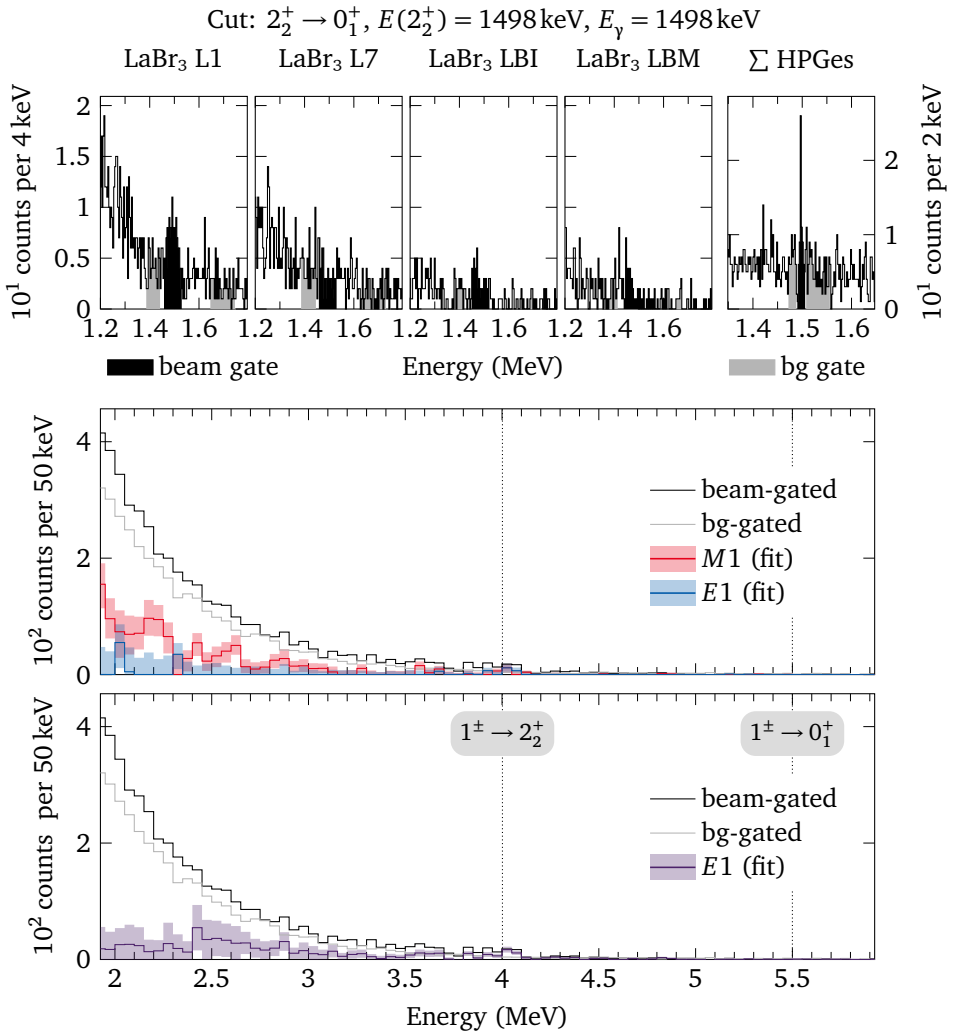 Cut: 2₂⁺ → 0₁⁺, E(2₂⁺) = 1498 keV, Eγ = 1498 keV
LaBr₃ L1 LaBr₃ L7 LaBr₃ LBI LaBr₃ LBM ∑ HPGes
10¹ counts per 4 keV
2
1.5
1
0.5
0
2
1
0
10¹ counts per 2 keV
1.2 1.4 1.6 1.2 1.4 1.6 1.2 1.4 1.6 1.2 1.4 1.6 1.4 1.5 1.6
beam gate Energy (MeV) bg gate
10² counts per 50 keV
4
2
0
beam-gated
bg-gated
M1 (fit)
E1 (fit)
10² counts per 50 keV
4
2
0
1± → 2₂⁺ 1± → 0₁⁺
beam-gated
bg-gated
E1 (fit)
2 2.5 3 3.5 4 4.5 5 5.5
Energy (MeV)